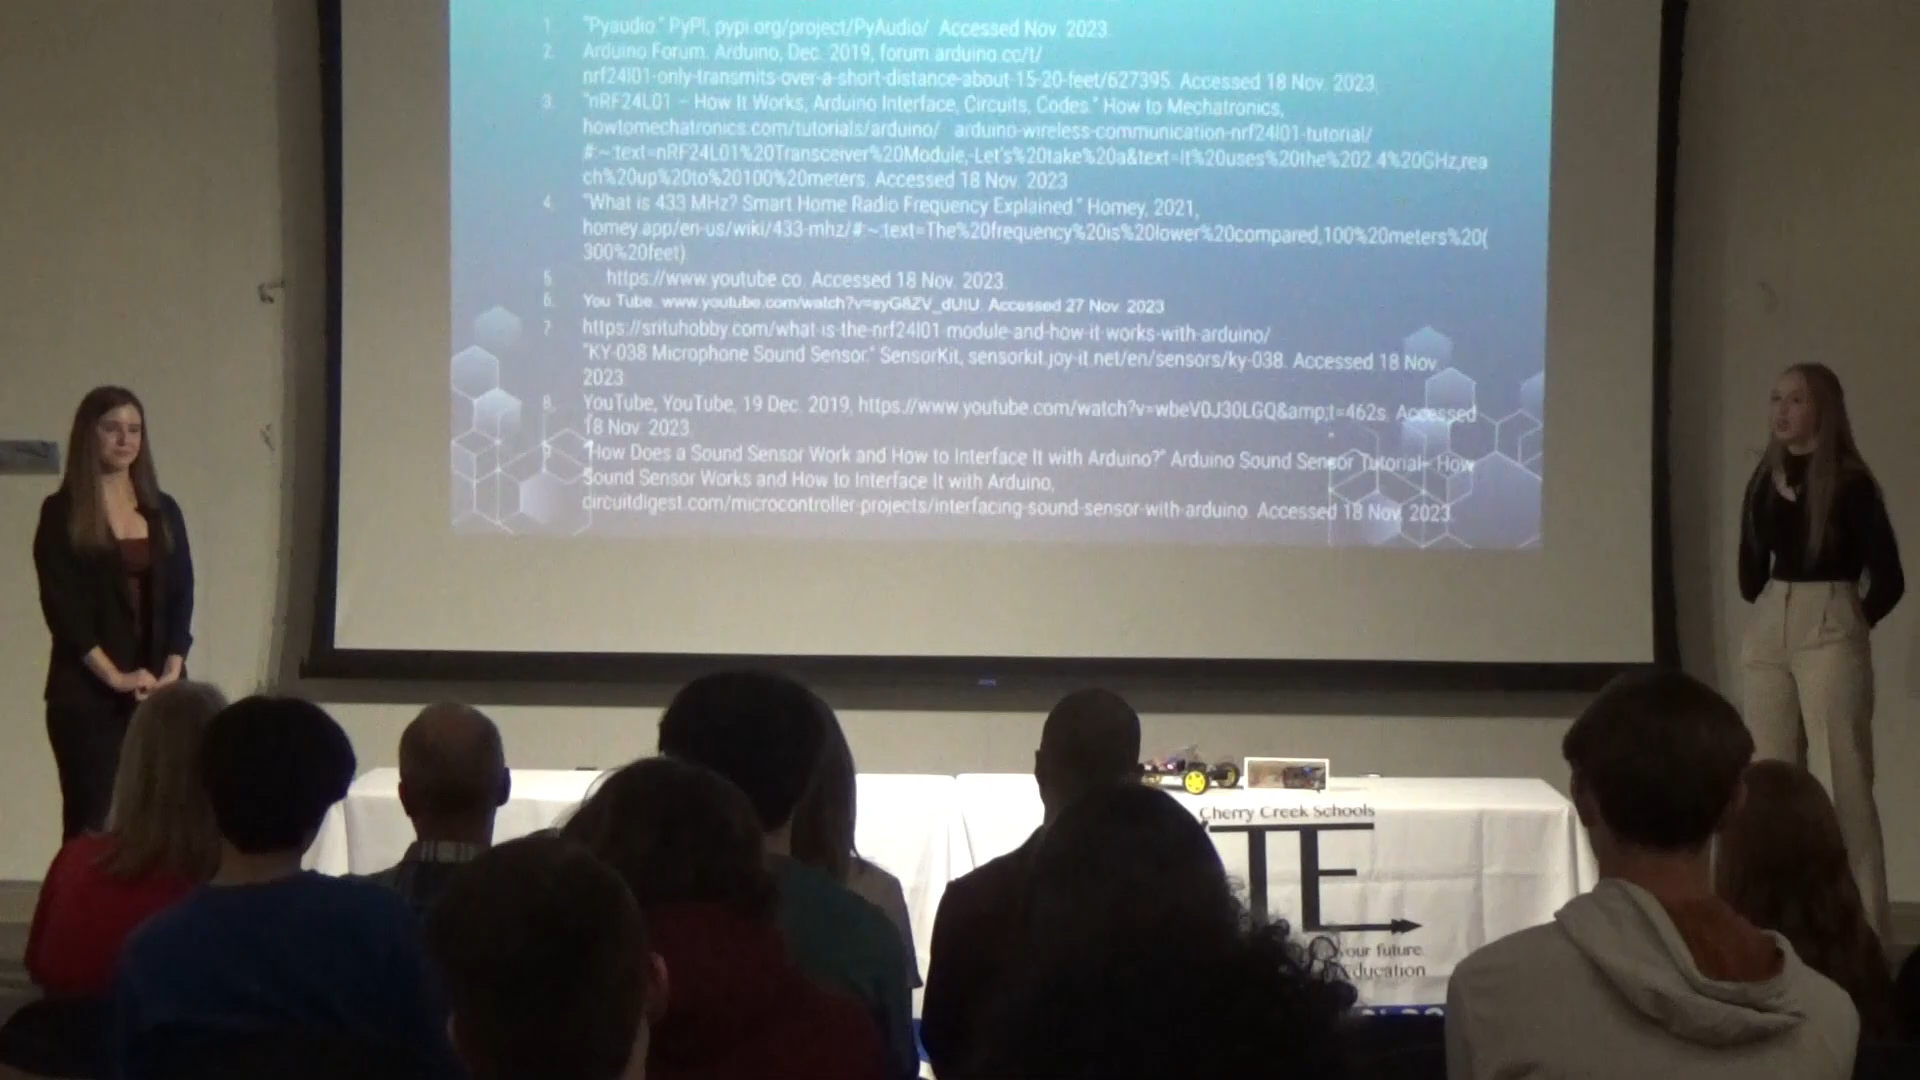 1. "Pyaudio." PyPI, pypi.org/project/PyAudio/ Accessed Nov. 2023.
2. Arduino Forum. Arduino, Dec. 2019, forum.arduino.cc/t/
nrf24l01-only-transmits-over-a-short-distance-about-15-20-feet/627395. Accessed 18 Nov. 2023.
3. "nRF24L01 – How It Works, Arduino Interface, Circuits, Codes." How to Mechatronics,
howtomechatronics.com/tutorials/arduino/ arduino-wireless-communication-nrf24l01-tutorial/
#:~:text=nRF24L01%20Transceiver%20Module,-Let's%20take%20a&text=It%20uses%20the%202.4%20GHz,rea
ch%20up%20to%20100%20meters. Accessed 18 Nov. 2023
4. "What is 433 MHz? Smart Home Radio Frequency Explained." Homey, 2021,
homey.app/en-us/wiki/433-mhz/#:~:text=The%20frequency%20is%20lower%20compared,100%20meters%20(
300%20feet)
5. https://www.youtube.co. Accessed 18 Nov. 2023.
6. You Tube. www.youtube.com/watch?v=syG8ZV_dUIU. Accessed 27 Nov. 2023
7. https://srituhobby.com/what-is-the-nrf24l01-module-and-how-it-works-with-arduino/
"KY-038 Microphone Sound Sensor." SensorKit, sensorkit.joy-it.net/en/sensors/ky-038. Accessed 18 Nov.
2023.
8. YouTube, YouTube, 19 Dec. 2019, https://www.youtube.com/watch?v=wbeV0J30LGQ&amp;t=462s. Accessed
18 Nov. 2023.
9. "How Does a Sound Sensor Work and How to Interface It with Arduino?" Arduino Sound Sensor Tutorial- How
Sound Sensor Works and How to Interface It with Arduino,
circuitdigest.com/microcontroller-projects/interfacing-sound-sensor-with-arduino. Accessed 18 Nov. 2023.
Cherry Creek Schools
TE
your future.
Education